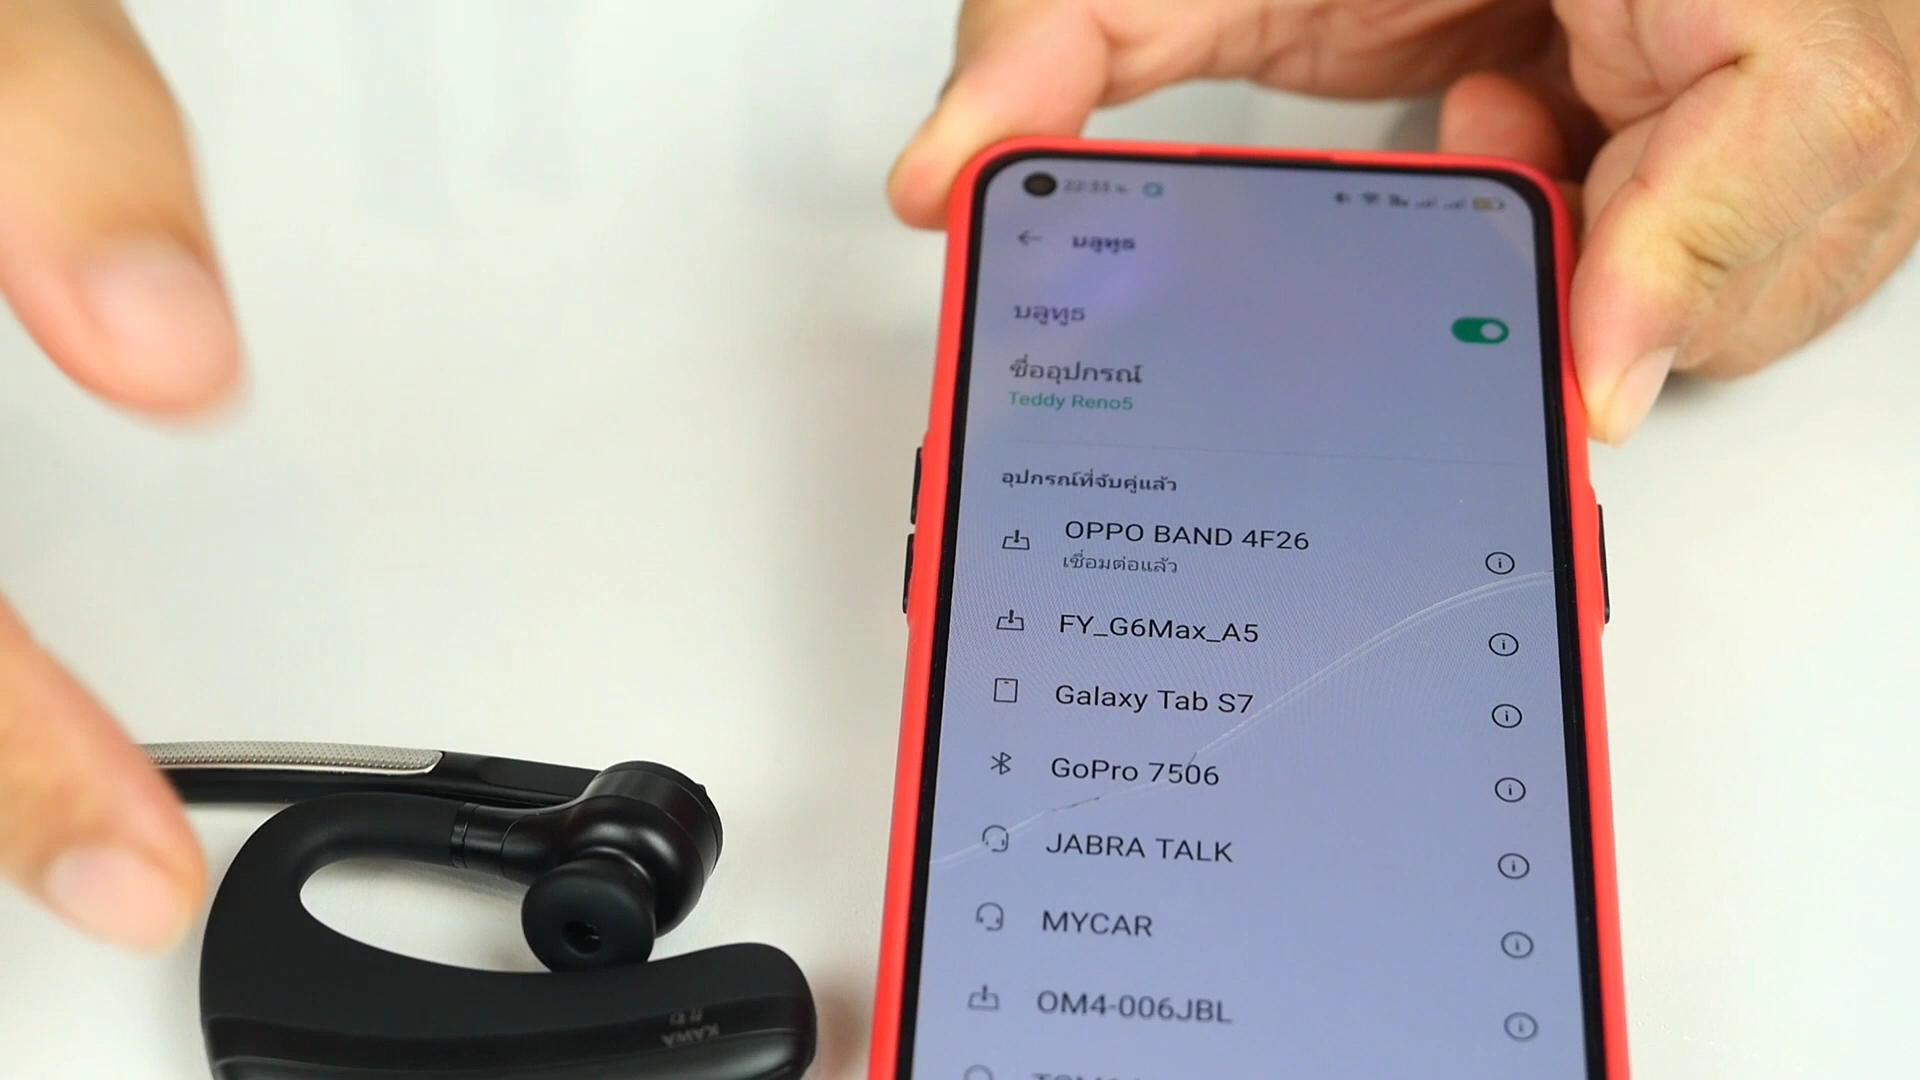 บลูทูธ
บลูทูธ
ชื่ออุปกรณ์
Teddy Reno5
อุปกรณ์ที่จับคู่แล้ว
OPPO BAND 4F26
เชื่อมต่อแล้ว
FY_G6Max_A5
Galaxy Tab S7
GoPro 7506
JABRA TALK
MYCAR
OM4-006JBL
KAWA